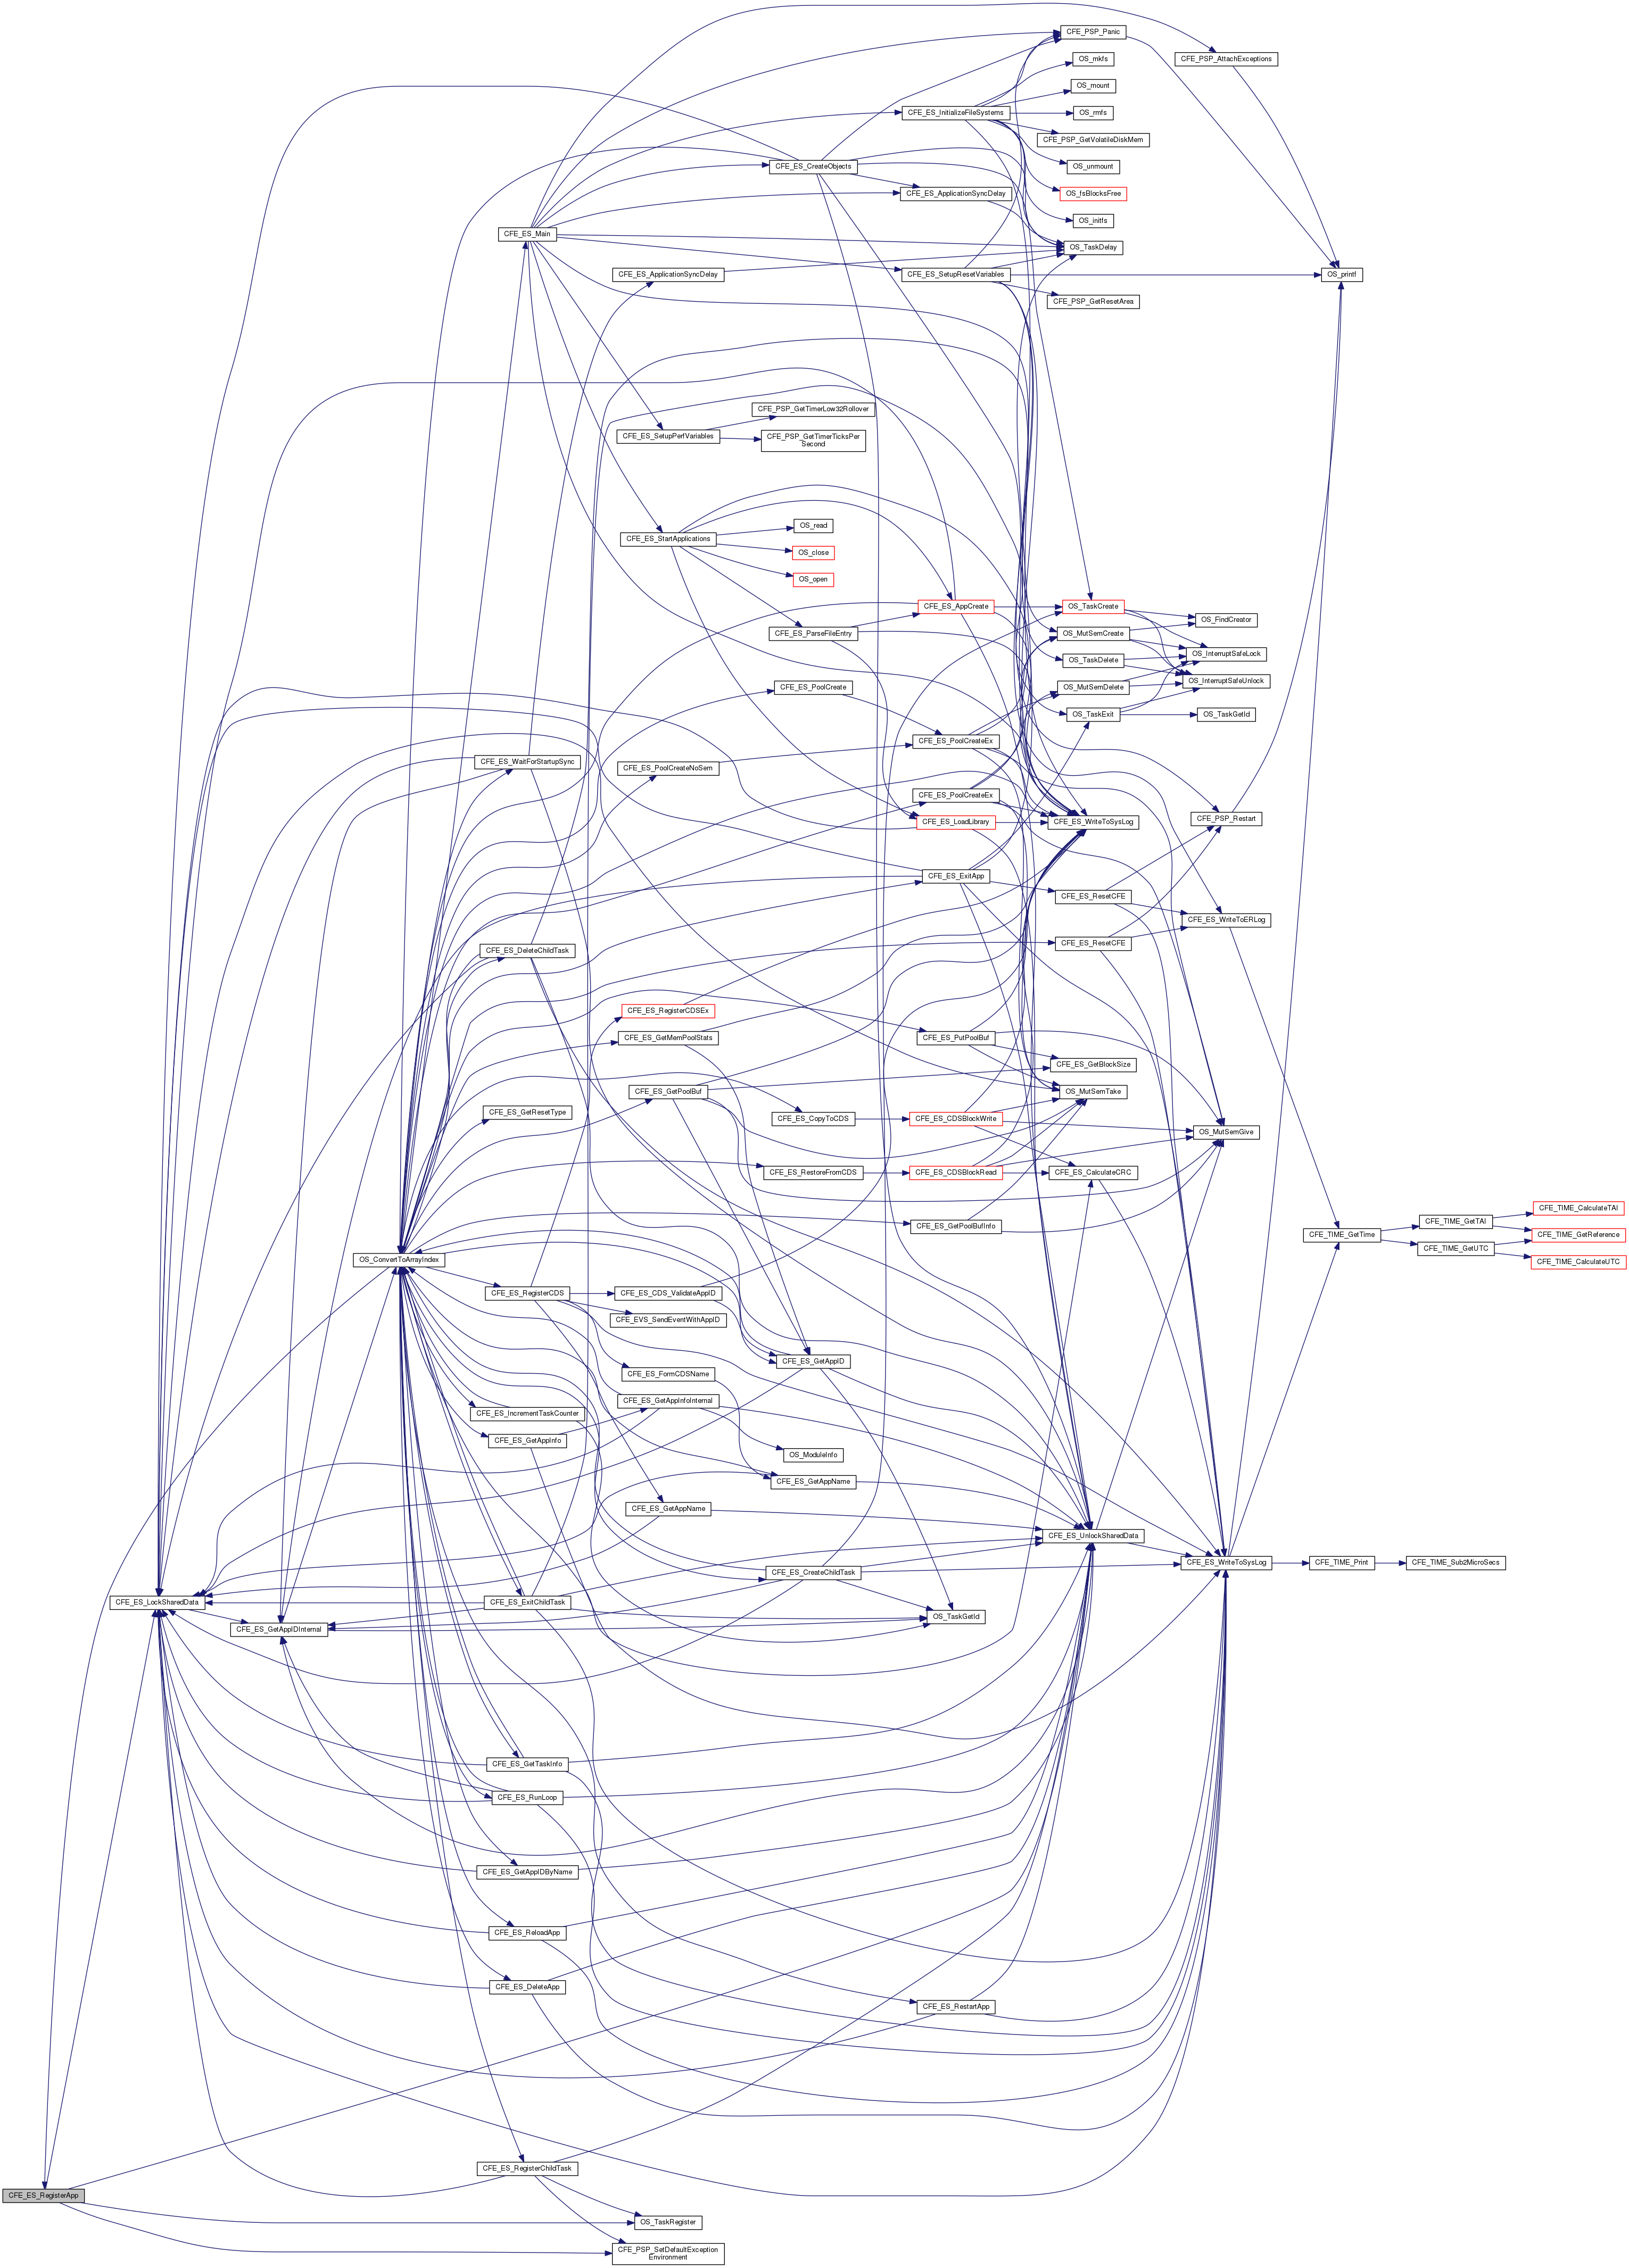 CFE_PSP_Panic
CFE_PSP_AttachExceptions
OS_mkfs
OS_mount
CFE_ES_InitializeFileSystems
OS_rmfs
CFE_PSP_GetVolatileDiskMem
CFE_ES_CreateObjects
OS_unmount
CFE_ES_ApplicationSyncDelay
OS_fsBlocksFree
OS_initfs
CFE_ES_Main
OS_TaskDelay
CFE_ES_ApplicationSyncDelay
CFE_ES_SetupResetVariables
OS_printf
CFE_PSP_GetResetArea
CFE_PSP_GetTimerLow32Rollover
CFE_ES_SetupPerfVariables
CFE_PSP_GetTimerTicksPer
Second
OS_read
CFE_ES_StartApplications
OS_close
OS_open
CFE_ES_AppCreate
OS_TaskCreate
OS_FindCreator
CFE_ES_ParseFileEntry
OS_MutSemCreate
OS_InterruptSafeLock
OS_TaskDelete
OS_InterruptSafeUnlock
CFE_ES_PoolCreate
OS_MutSemDelete
OS_TaskExit
OS_TaskGetId
CFE_ES_PoolCreateEx
CFE_ES_WaitForStartupSync
CFE_ES_PoolCreateNoSem
CFE_ES_PoolCreateEx
CFE_ES_LoadLibrary
CFE_ES_WriteToSysLog
CFE_PSP_Restart
CFE_ES_ExitApp
CFE_ES_ResetCFE
CFE_ES_WriteToERLog
CFE_ES_ResetCFE
CFE_ES_DeleteChildTask
CFE_ES_RegisterCDSEx
CFE_ES_GetMemPoolStats
CFE_ES_PutPoolBuf
CFE_ES_GetBlockSize
CFE_ES_GetPoolBuf
OS_MutSemTake
CFE_ES_GetResetType
CFE_ES_CopyToCDS
CFE_ES_CDSBlockWrite
OS_MutSemGive
CFE_ES_RestoreFromCDS
CFE_ES_CDSBlockRead
CFE_ES_CalculateCRC
CFE_TIME_CalculateTAI
CFE_ES_GetPoolBufInfo
CFE_TIME_GetTAI
CFE_TIME_GetTime
CFE_TIME_GetReference
CFE_TIME_GetUTC
OS_ConvertToArrayIndex
CFE_TIME_CalculateUTC
CFE_ES_RegisterCDS
CFE_ES_CDS_ValidateAppID
CFE_EVS_SendEventWithAppID
CFE_ES_GetAppID
CFE_ES_FormCDSName
CFE_ES_GetAppInfoInternal
CFE_ES_IncrementTaskCounter
CFE_ES_GetAppInfo
OS_ModuleInfo
CFE_ES_GetAppName
CFE_ES_GetAppName
CFE_ES_UnlockSharedData
CFE_ES_WriteToSysLog
CFE_TIME_Print
CFE_TIME_Sub2MicroSecs
CFE_ES_CreateChildTask
CFE_ES_LockSharedData
CFE_ES_ExitChildTask
OS_TaskGetId
CFE_ES_GetAppIDInternal
CFE_ES_GetTaskInfo
CFE_ES_RunLoop
CFE_ES_GetAppIDByName
CFE_ES_ReloadApp
CFE_ES_DeleteApp
CFE_ES_RestartApp
CFE_ES_RegisterChildTask
CFE_ES_RegisterApp
OS_TaskRegister
CFE_PSP_SetDefaultException
Environment